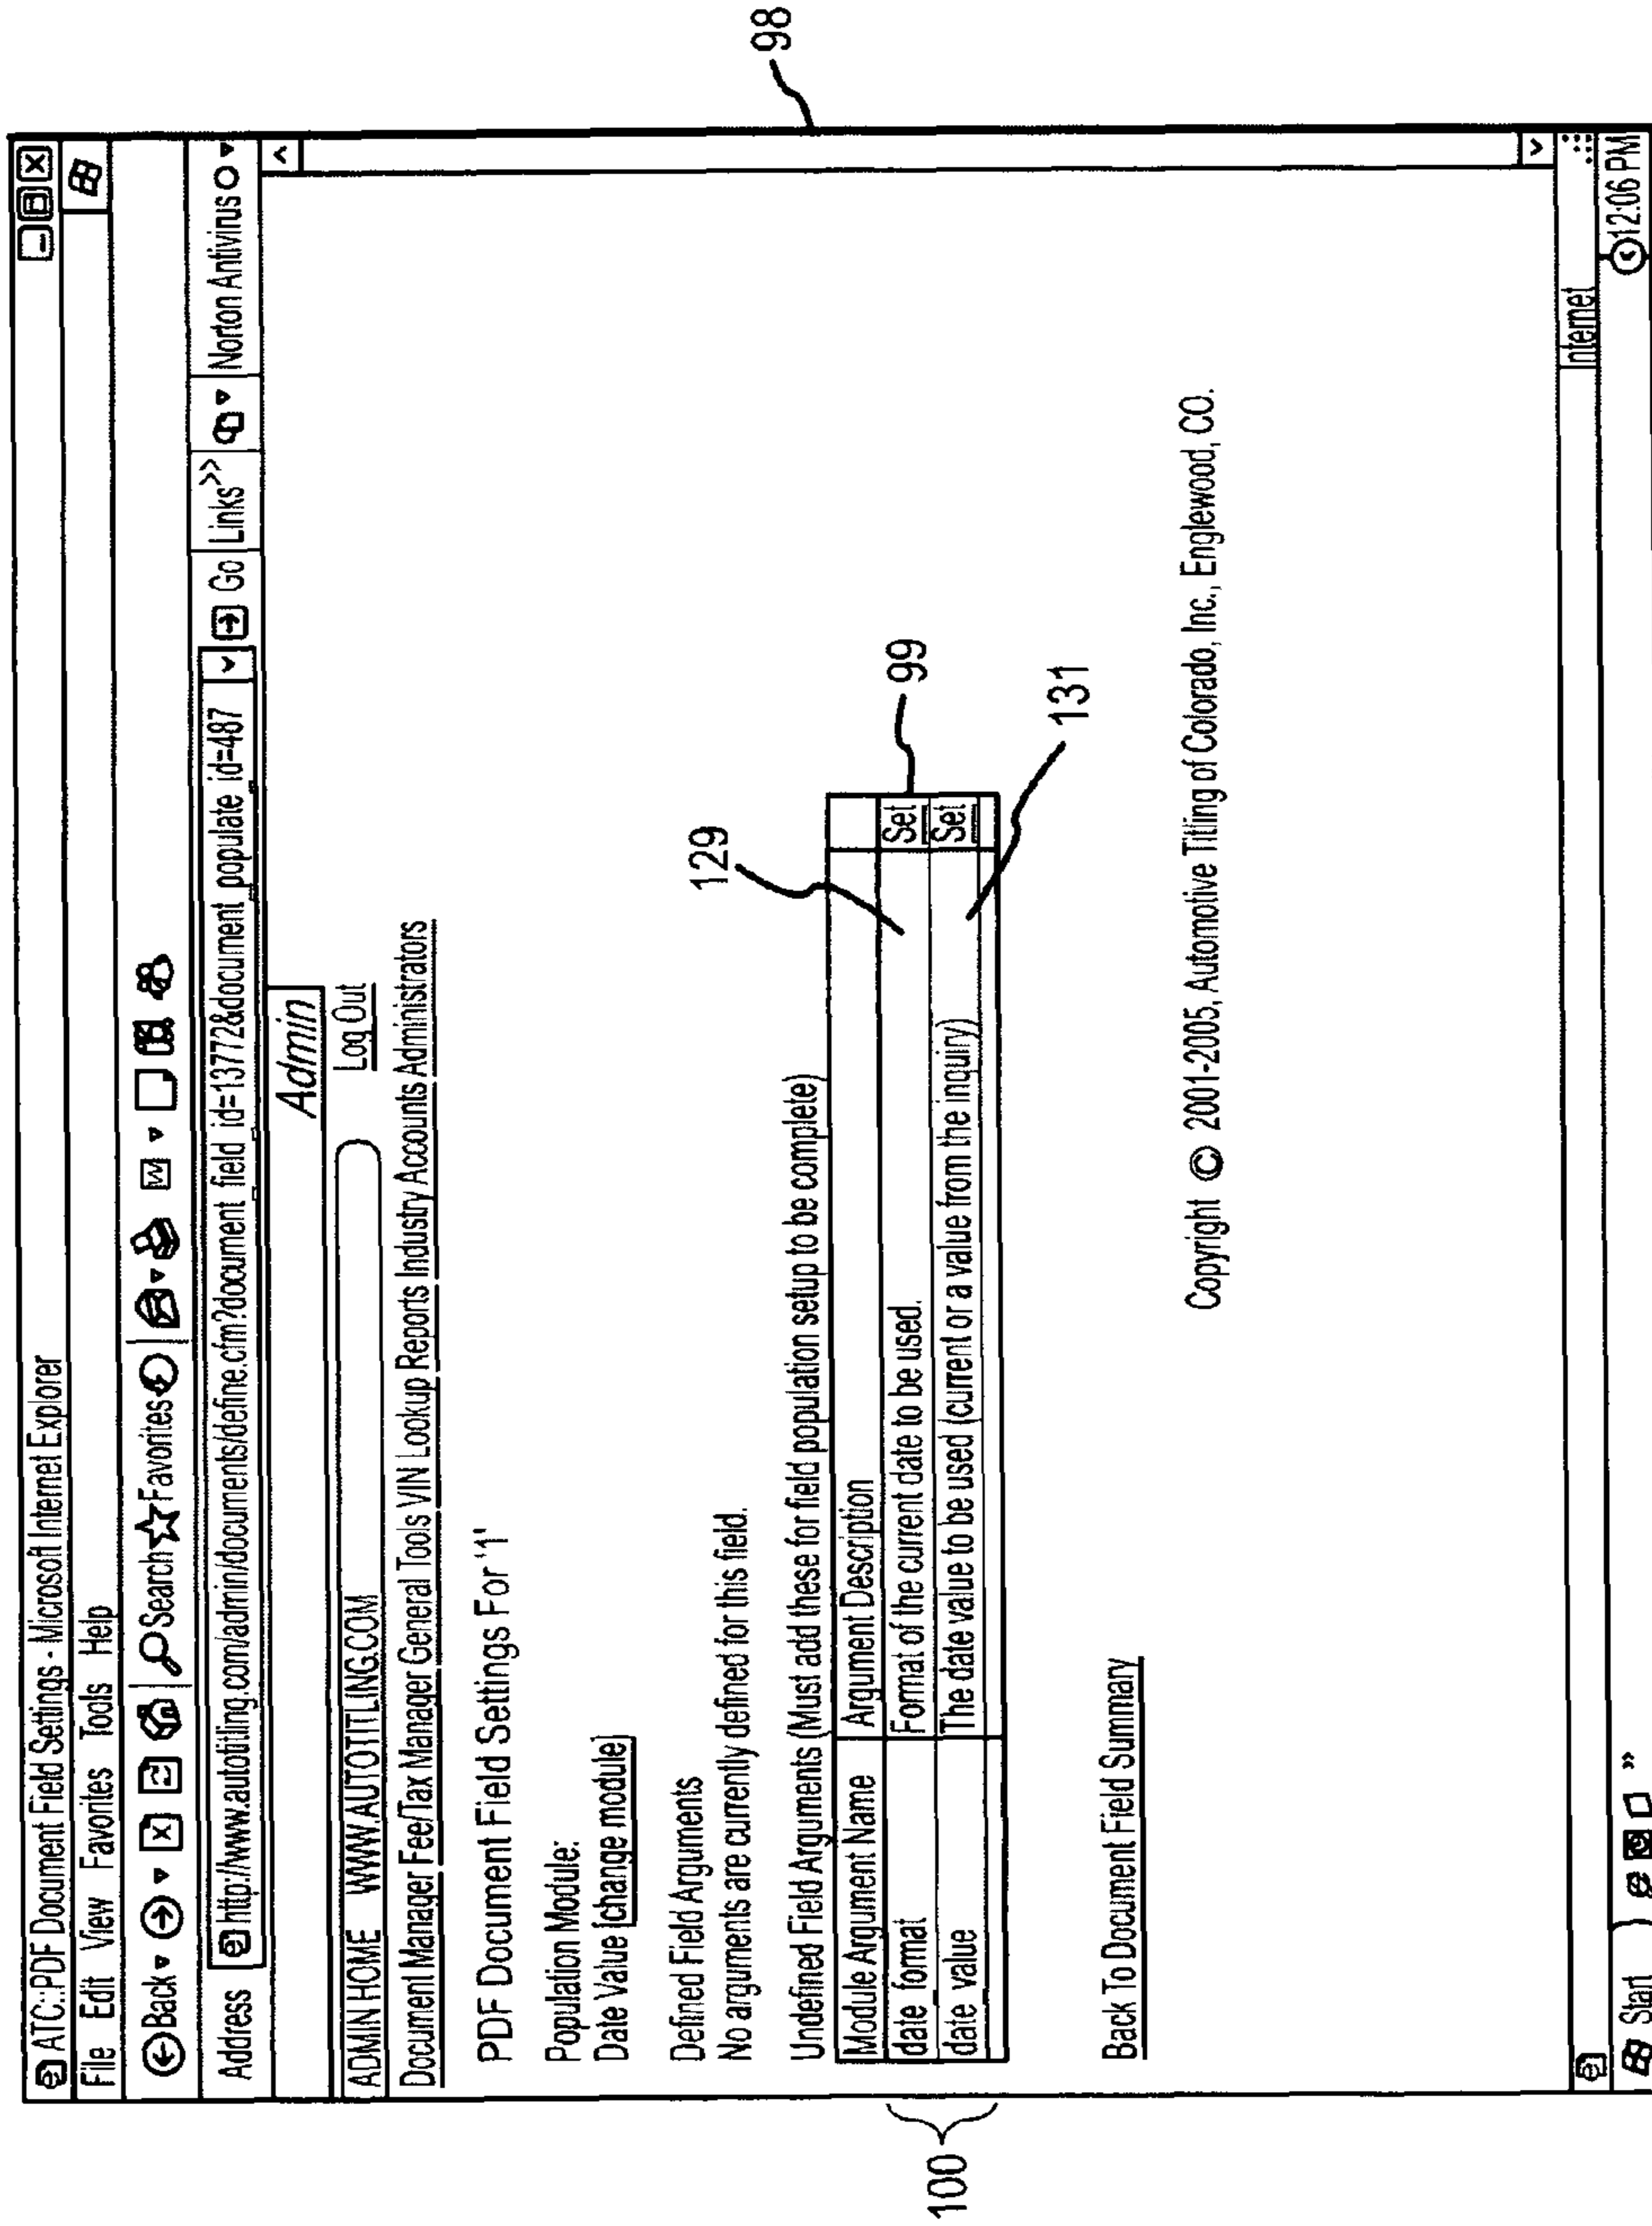 ATC::PDF Document Field Settings - Microsoft Internet Explorer
File Edit View Favorites Tools Help
Back Search Favorites W
Address http://www.autotitling.com/admin/documents/define.cfm?document_field_id=13772&document_populate_id=487 Go Links>> Norton Antivirus
Admin
ADMIN HOME WWW.AUTOTITLING.COM Log Out
Document Manager Fee/Tax Manager General Tools VIN Lookup Reports Industry Accounts Administrators
PDF Document Field Settings For '1'
Population Module:
Date Value [change module]
Defined Field Arguments
No arguments are currently defined for this field.
Undefined Field Arguments (Must add these for field population setup to be complete)
Module Argument Name Argument Description
date_format Format of the current date to be used. Set
date_value The date value to be used (current or a value from the inquiry) Set
129
99
131
100
98
Back To Document Field Summary
Copyright © 2001-2005, Automotive Titling of Colorado, Inc., Englewood, CO.
Internet
Start » 12:06 PM